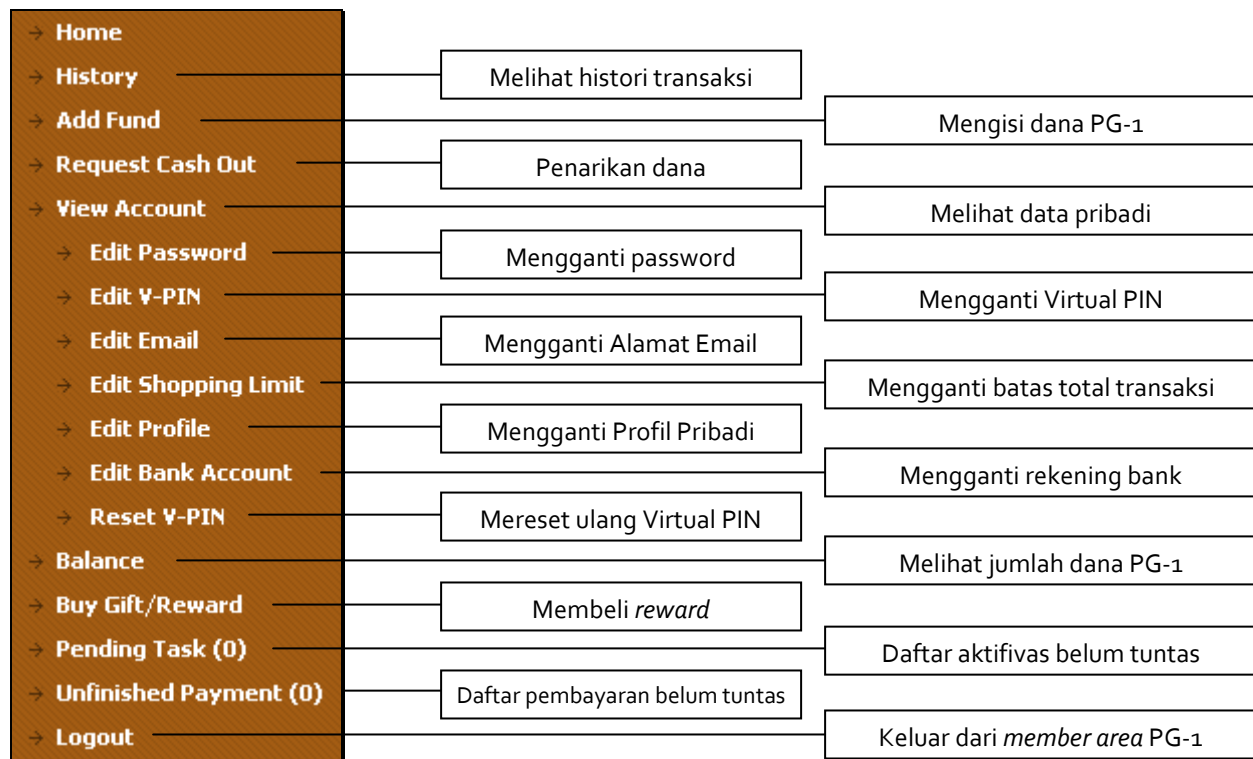 Home
History
Melihat histori transaksi
Add Fund
Mengisi dana PG-1
Request Cash Out
Penarikan dana
View Account
Melihat data pribadi
Edit Password
Mengganti password
Edit V-PIN
Mengganti Virtual PIN
Edit Email
Mengganti Alamat Email
Edit Shopping Limit
Mengganti batas total transaksi
Edit Profile
Mengganti Profil Pribadi
Edit Bank Account
Mengganti rekening bank
Reset V-PIN
Mereset ulang Virtual PIN
Balance
Melihat jumlah dana PG-1
Buy Gift/Reward
Membeli reward
Pending Task (0)
Daftar aktifivas belum tuntas
Unfinished Payment (0)
Daftar pembayaran belum tuntas
Logout
Keluar dari member area PG-1